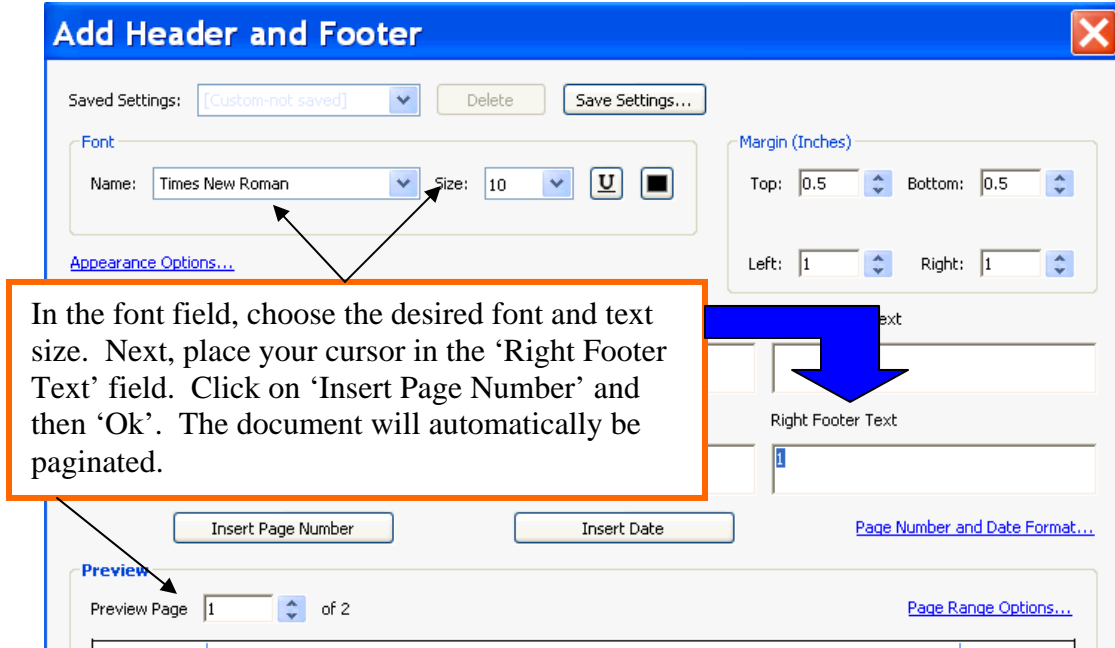 Add Header and Footer
Saved Settings: [Custom-not saved] Delete Save Settings...
Font
Margin (Inches)
Name: Times New Roman Size: 10 U
Top: 0.5 Bottom: 0.5
Appearance Options...
Left: 1 Right: 1
In the font field, choose the desired font and text
size. Next, place your cursor in the ‘Right Footer
Text’ field. Click on ‘Insert Page Number’ and
then ‘Ok’. The document will automatically be
paginated.
Right Footer Text
1
Insert Page Number Insert Date Page Number and Date Format...
Preview
Preview Page 1 of 2 Page Range Options...